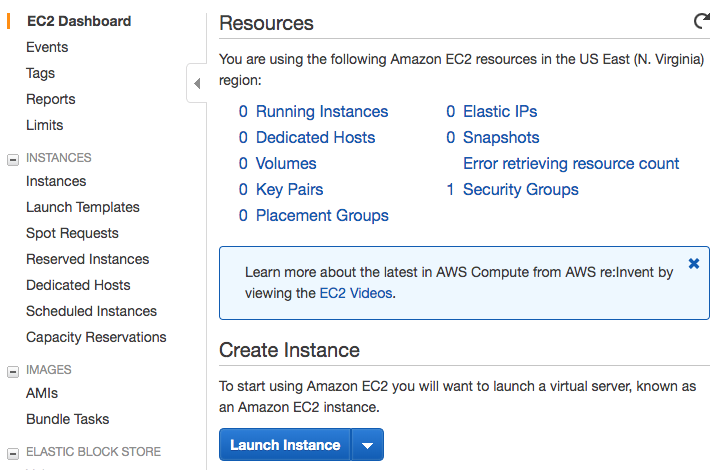 EC2 Dashboard
Events
Tags
Reports
Limits
INSTANCES
Instances
Launch Templates
Spot Requests
Reserved Instances
Dedicated Hosts
Scheduled Instances
Capacity Reservations
IMAGES
AMIs
Bundle Tasks
ELASTIC BLOCK STORE
Resources
You are using the following Amazon EC2 resources in the US East (N. Virginia)
region:
0 Running Instances
0 Elastic IPs
0 Dedicated Hosts
0 Snapshots
0 Volumes
Error retrieving resource count
0 Key Pairs
1 Security Groups
0 Placement Groups
Learn more about the latest in AWS Compute from AWS re:Invent by
viewing the EC2 Videos.
Create Instance
To start using Amazon EC2 you will want to launch a virtual server, known as
an Amazon EC2 instance.
Launch Instance